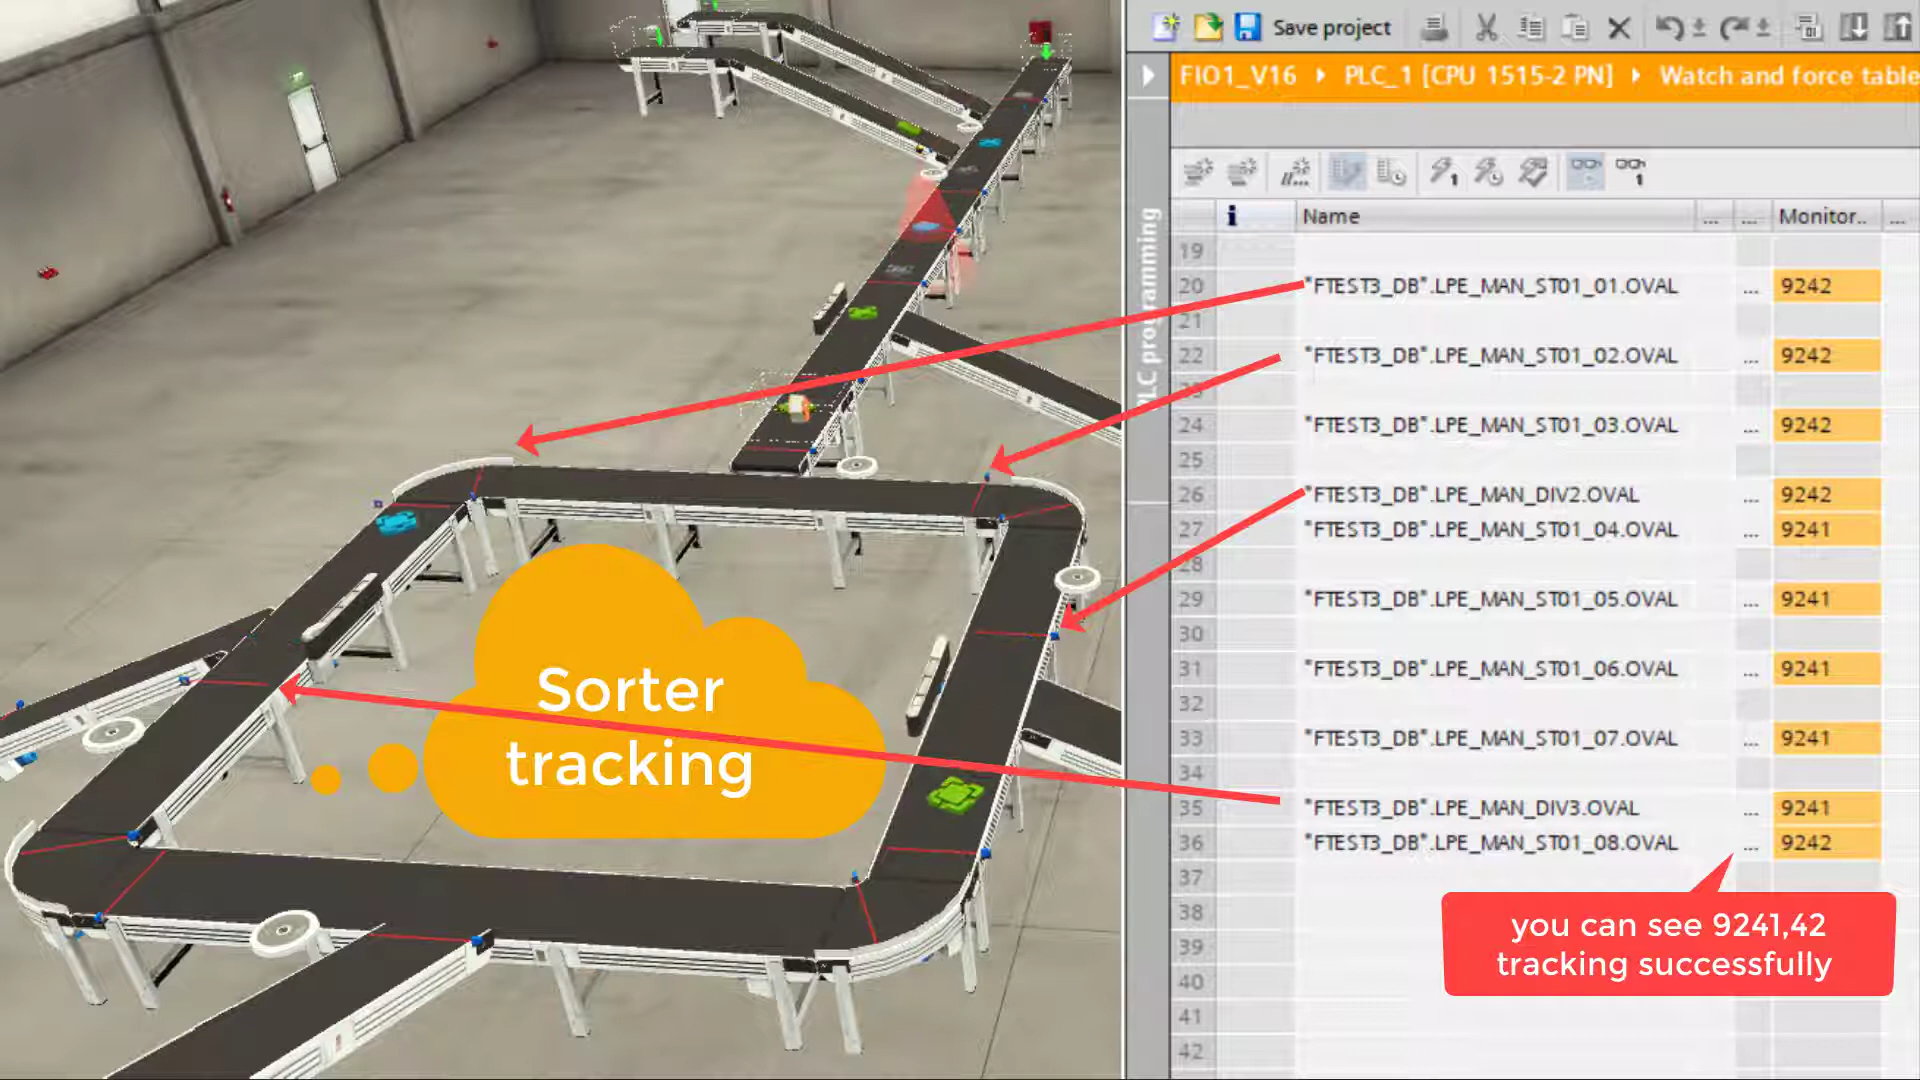 Save project
FIO1_V16 PLC_1 [CPU 1515-2 PN] Watch and force table
PLC programming
1
1
i Name ... ... Monitor.. ...
19
20 "FTEST3_DB".LPE_MAN_ST01_01.OVAL ... 9242
21
22 "FTEST3_DB".LPE_MAN_ST01_02.OVAL ... 9242
23
24 "FTEST3_DB".LPE_MAN_ST01_03.OVAL ... 9242
25
26 "FTEST3_DB".LPE_MAN_DIV2.OVAL ... 9242
27 "FTEST3_DB".LPE_MAN_ST01_04.OVAL ... 9241
28
29 "FTEST3_DB".LPE_MAN_ST01_05.OVAL ... 9241
30
31 "FTEST3_DB".LPE_MAN_ST01_06.OVAL ... 9241
32
33 "FTEST3_DB".LPE_MAN_ST01_07.OVAL ... 9241
34
35 "FTEST3_DB".LPE_MAN_DIV3.OVAL ... 9241
36 "FTEST3_DB".LPE_MAN_ST01_08.OVAL ... 9242
37
38
39
40
41
42
Sorter
tracking
you can see 9241,42
tracking successfully